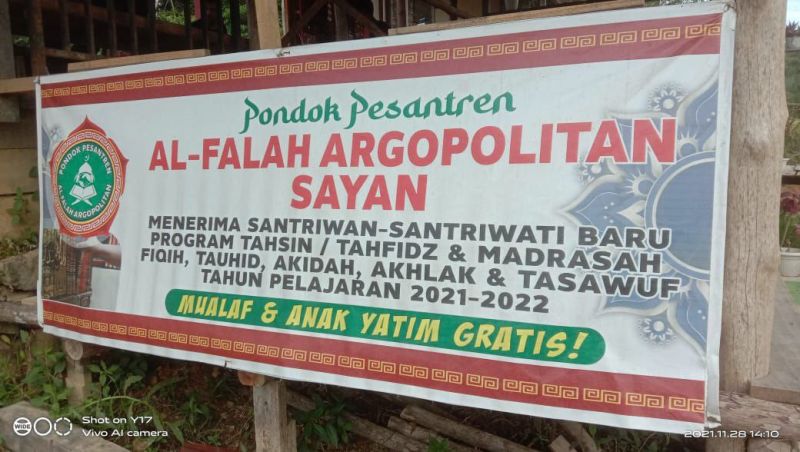 Pondok Pesantren
AL-FALAH ARGOPOLITAN
SAYAN
MENERIMA SANTRIWAN-SANTRIWATI BARU
PROGRAM TAHSIN / TAHFIDZ & MADRASAH
FIQIH, TAUHID, AKIDAH, AKHLAK & TASAWUF
TAHUN PELAJARAN 2021-2022
MUALAF & ANAK YATIM GRATIS!
PONDOK PESANTREN
AL-FALAH ARGOPOLITAN
WIDE
Shot on Y17
Vivo AI camera
2021.11.28 14:10